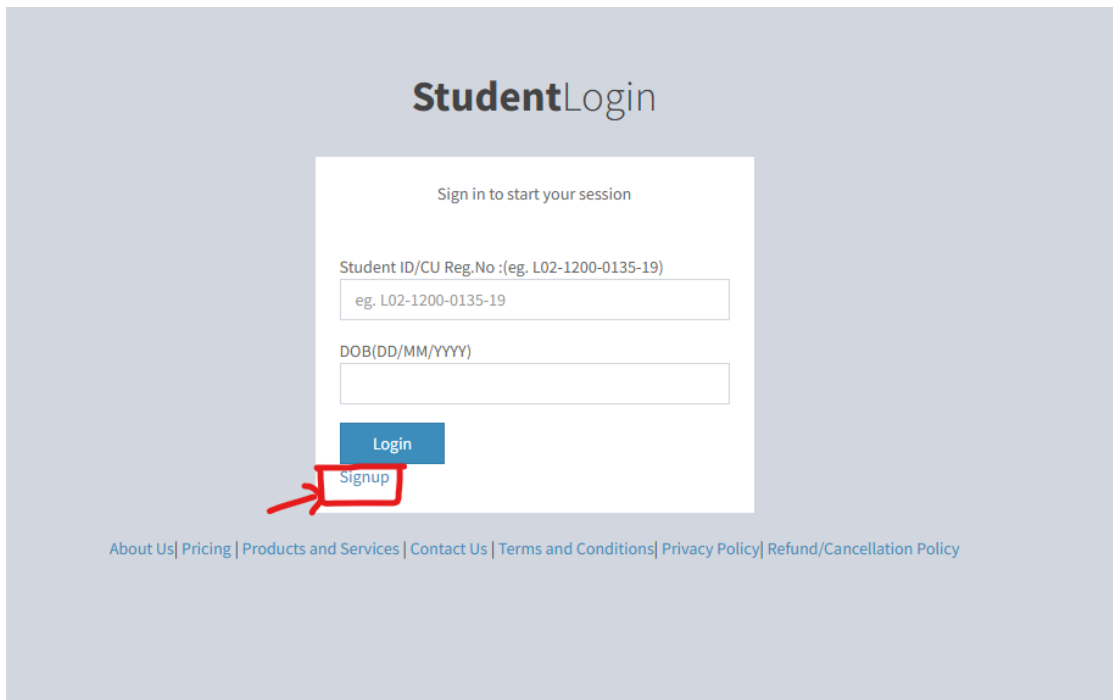 StudentLogin
Sign in to start your session
Student ID/CU Reg.No :(eg. L02-1200-0135-19)
eg. L02-1200-0135-19
DOB(DD/MM/YYYY)
Login
Signup
About Us| Pricing | Products and Services | Contact Us | Terms and Conditions| Privacy Policy| Refund/Cancellation Policy